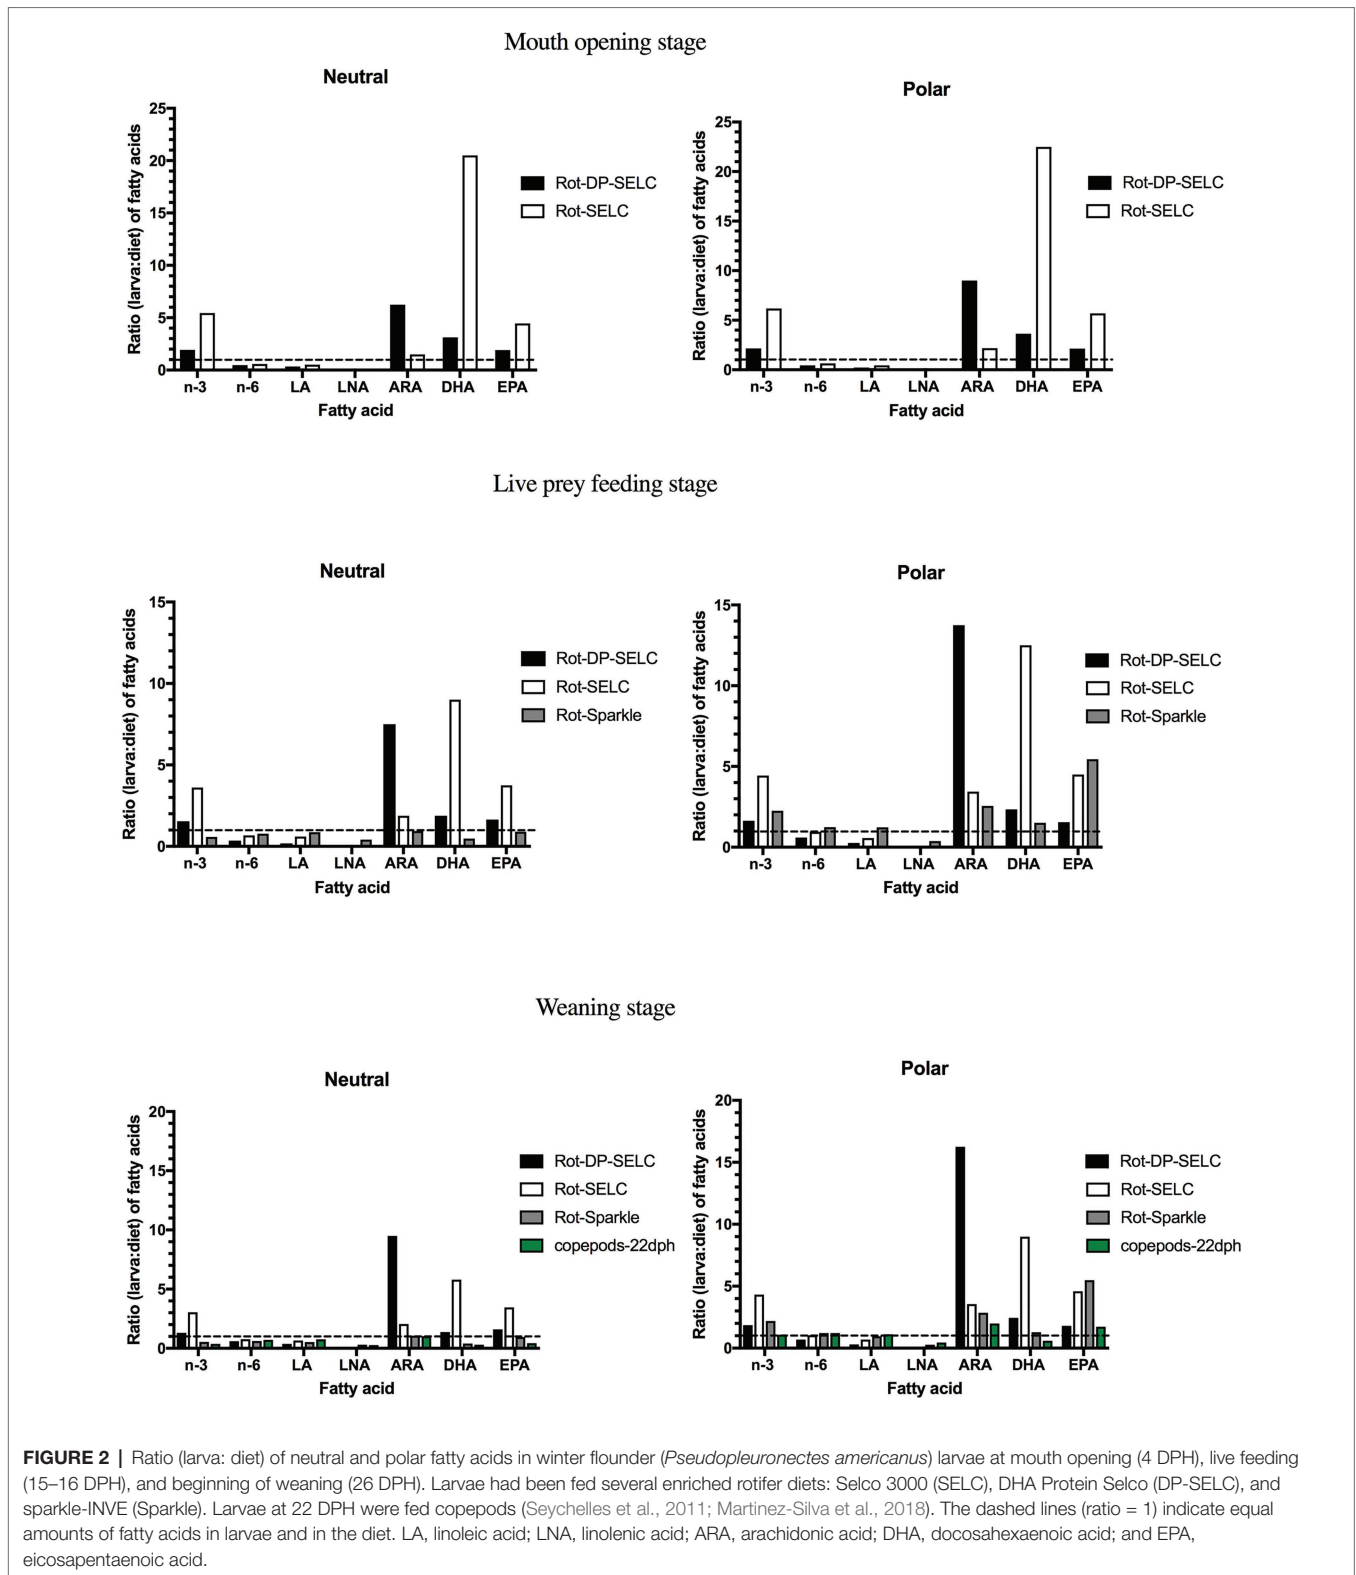 Mouth opening stage
Neutral
Ratio (larva:diet) of fatty acids
25
20
15
10
5
0
n-3 n-6 LA LNA ARA DHA EPA
Fatty acid
Rot-DP-SELC
Rot-SELC
Polar
Ratio (larva:diet) of fatty acids
25
20
15
10
5
0
n-3 n-6 LA LNA ARA DHA EPA
Fatty acid
Rot-DP-SELC
Rot-SELC
Live prey feeding stage
Neutral
Ratio (larva:diet) of fatty acids
15
10
5
0
n-3 n-6 LA LNA ARA DHA EPA
Fatty acid
Rot-DP-SELC
Rot-SELC
Rot-Sparkle
Polar
Ratio (larva:diet) of fatty acids
15
10
5
0
n-3 n-6 LA LNA ARA DHA EPA
Fatty acid
Rot-DP-SELC
Rot-SELC
Rot-Sparkle
Weaning stage
Neutral
Ratio (larva:diet) of fatty acids
20
15
10
5
0
n-3 n-6 LA LNA ARA DHA EPA
Fatty acid
Rot-DP-SELC
Rot-SELC
Rot-Sparkle
copepods-22dph
Polar
Ratio (larva:diet) of fatty acids
20
15
10
5
0
n-3 n-6 LA LNA ARA DHA EPA
Fatty acid
Rot-DP-SELC
Rot-SELC
Rot-Sparkle
copepods-22dph
FIGURE 2 | Ratio (larva: diet) of neutral and polar fatty acids in winter flounder (Pseudopleuronectes americanus) larvae at mouth opening (4 DPH), live feeding
(15–16 DPH), and beginning of weaning (26 DPH). Larvae had been fed several enriched rotifer diets: Selco 3000 (SELC), DHA Protein Selco (DP-SELC), and
sparkle-INVE (Sparkle). Larvae at 22 DPH were fed copepods (Seychelles et al., 2011; Martinez-Silva et al., 2018). The dashed lines (ratio = 1) indicate equal
amounts of fatty acids in larvae and in the diet. LA, linoleic acid; LNA, linolenic acid; ARA, arachidonic acid; DHA, docosahexaenoic acid; and EPA,
eicosapentaenoic acid.